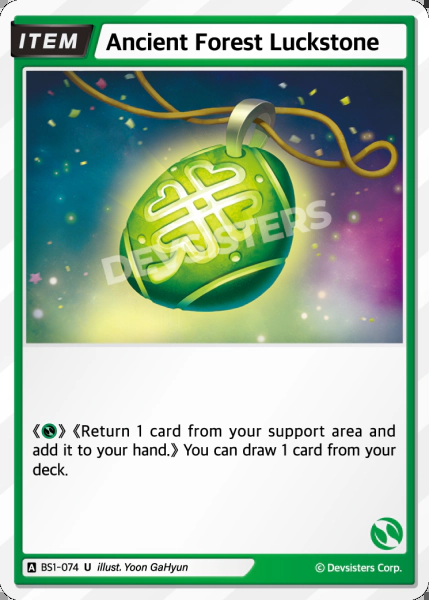 ITEM
Ancient Forest Luckstone
DEVSISTERS
《 》《Return 1 card from your support area and
add it to your hand.》 You can draw 1 card from your
deck.
A BS1-074 U illust. Yoon GaHyun
© Devsisters Corp.